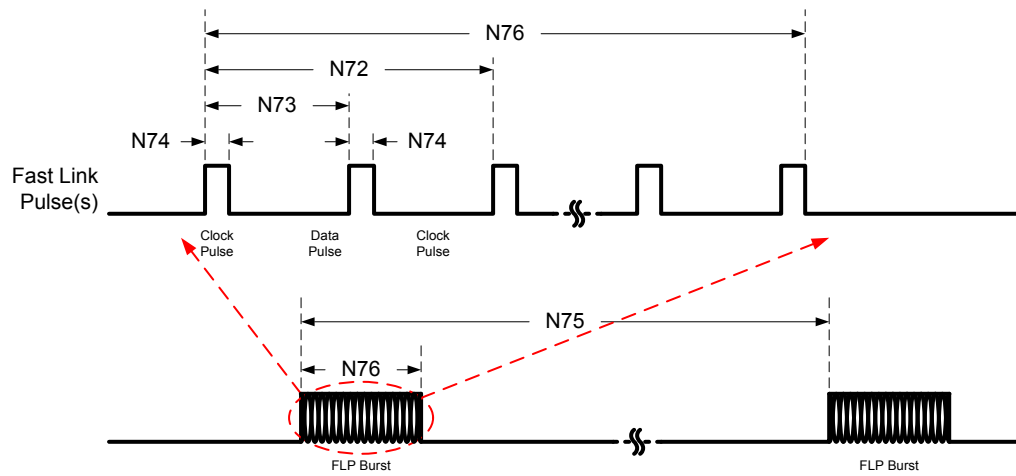 N76
N72
N73
N74
N74
Fast Link
Pulse(s)
Clock
Pulse
Data
Pulse
Clock
Pulse
N75
N76
FLP Burst
FLP Burst